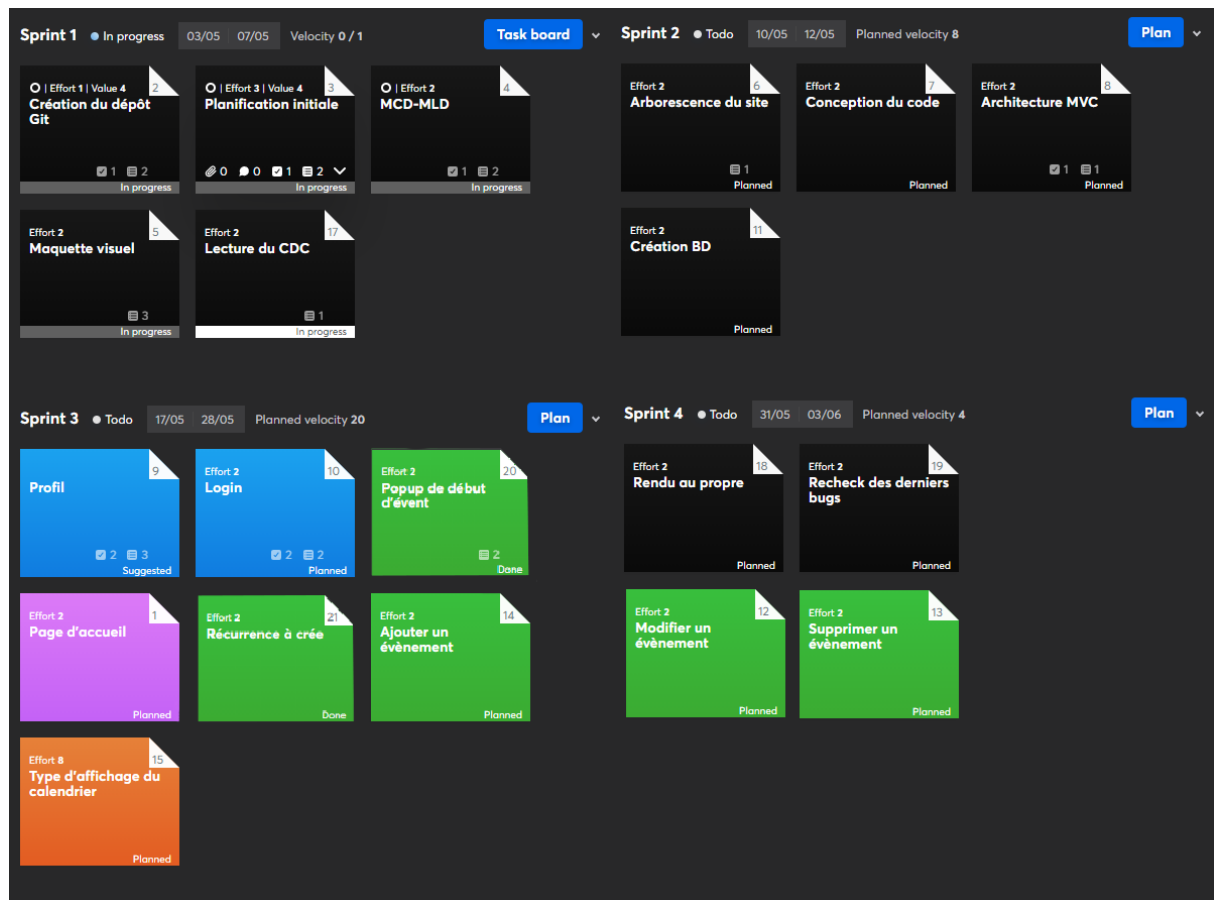 Sprint 1 In progress 03/05 07/05 Velocity 0 / 1 Task board
2
| Effort 1 | Value 4
Création du dépôt
Git
1 2
In progress
3
| Effort 3 | Value 4
Planification initiale
0 0 1 2
In progress
4
| Effort 2
MCD-MLD
1 2
In progress
5
Effort 2
Maquette visuel
3
In progress
17
Effort 2
Lecture du CDC
1
In progress
Sprint 2 Todo 10/05 12/05 Planned velocity 8 Plan
6
Effort 2
Arborescence du site
1
Planned
7
Effort 2
Conception du code
Planned
8
Effort 2
Architecture MVC
1 1
Planned
11
Effort 2
Création BD
Planned
Sprint 3 Todo 17/05 28/05 Planned velocity 20 Plan
9
Profil
2 3
Suggested
10
Effort 2
Login
2 2
Planned
20
Effort 2
Popup de début
d'évent
2
Done
1
Effort 2
Page d'accueil
Planned
21
Effort 2
Récurrence à crée
Done
14
Effort 2
Ajouter un
évènement
Planned
15
Effort 8
Type d'affichage du
calendrier
Planned
Sprint 4 Todo 31/05 03/06 Planned velocity 4 Plan
18
Effort 2
Rendu au propre
Planned
19
Effort 2
Recheck des derniers
bugs
Planned
12
Effort 2
Modifier un
évènement
Planned
13
Effort 2
Supprimer un
évènement
Planned